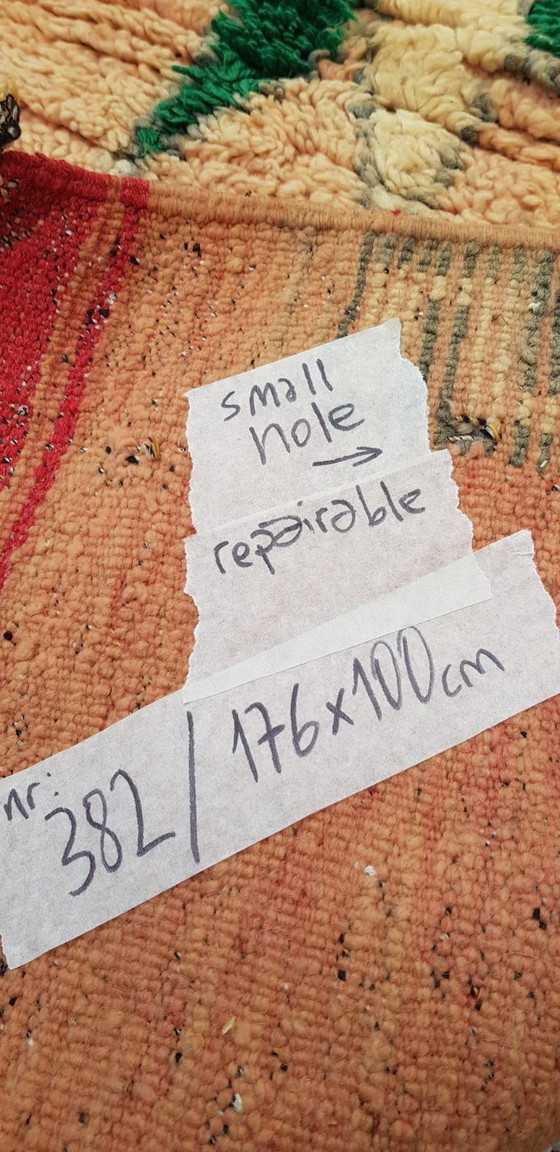 small
hole
→
repairable
nr: 382 / 176x100cm